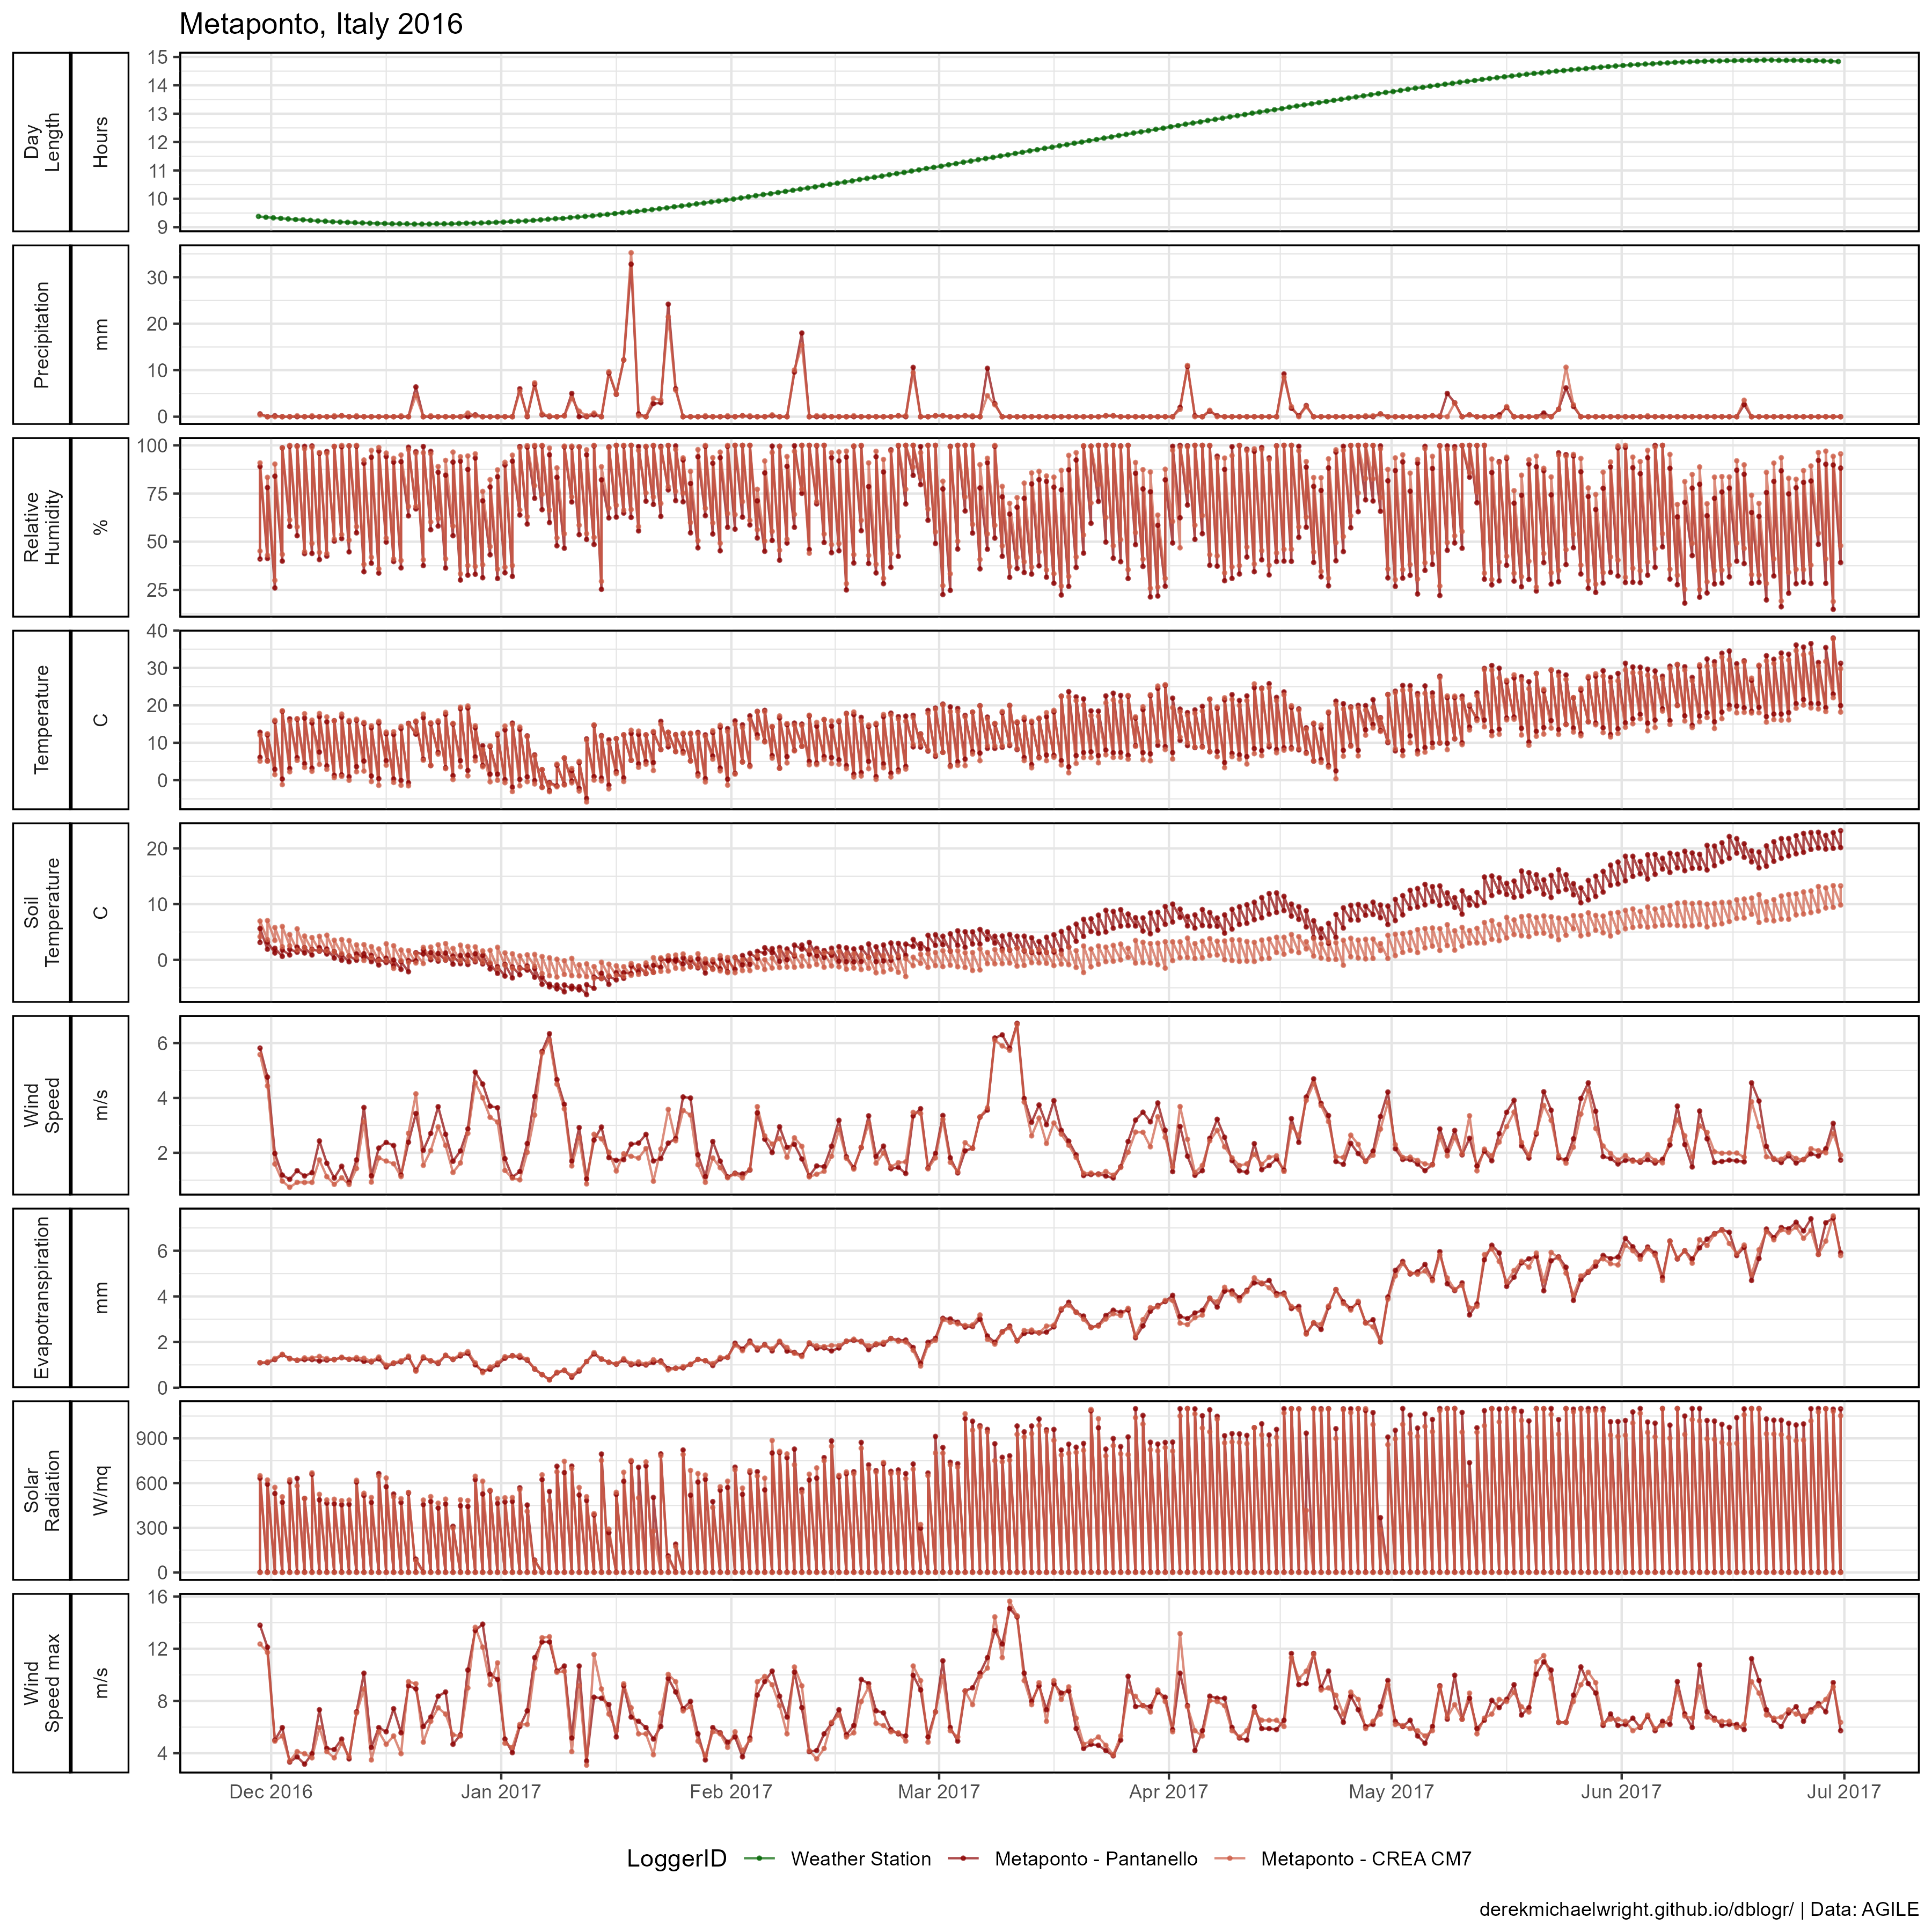 Metaponto, Italy 2016
Day
Length
Hours
15
14
13
12
11
10
9
Precipitation
mm
30
20
10
0
Relative
Humidity
%
100
75
50
25
Temperature
C
40
30
20
10
0
Soil
Temperature
C
20
10
0
Wind
Speed
m/s
6
4
2
Evapotranspiration
mm
6
4
2
0
Solar
Radiation
W/mq
900
600
300
0
Wind
Speed max
m/s
16
12
8
4
Dec 2016 Jan 2017 Feb 2017 Mar 2017 Apr 2017 May 2017 Jun 2017 Jul 2017
LoggerID Weather Station Metaponto - Pantanello Metaponto - CREA CM7
derekmichaelwright.github.io/dblogr/ | Data: AGILE